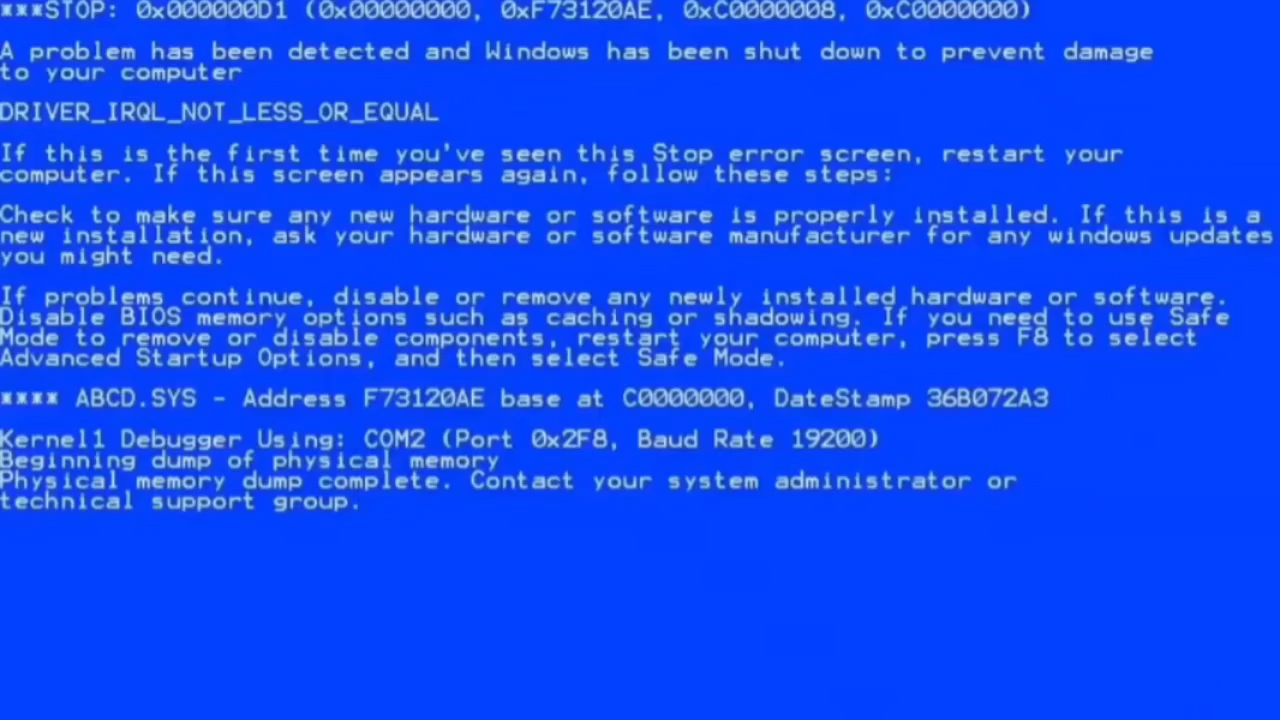 ***STOP: 0x000000D1 (0x00000000, 0xF73120AE, 0xC0000008, 0xC0000000)
A problem has been detected and Windows has been shut down to prevent damage
to your computer
DRIVER_IRQL_NOT_LESS_OR_EQUAL
If this is the first time you've seen this Stop error screen, restart your
computer. If this screen appears again, follow these steps:
Check to make sure any new hardware or software is properly installed. If this is a
new installation, ask your hardware or software manufacturer for any windows updates
you might need.
If problems continue, disable or remove any newly installed hardware or software.
Disable BIOS memory options such as caching or shadowing. If you need to use Safe
Mode to remove or disable components, restart your computer, press F8 to select
Advanced Startup Options, and then select Safe Mode.
**** ABCD.SYS - Address F73120AE base at C0000000, DateStamp 36B072A3
Kernel1 Debugger Using: COM2 (Port 0x2F8, Baud Rate 19200)
Beginning dump of physical memory
Physical memory dump complete. Contact your system administrator or
technical support group.